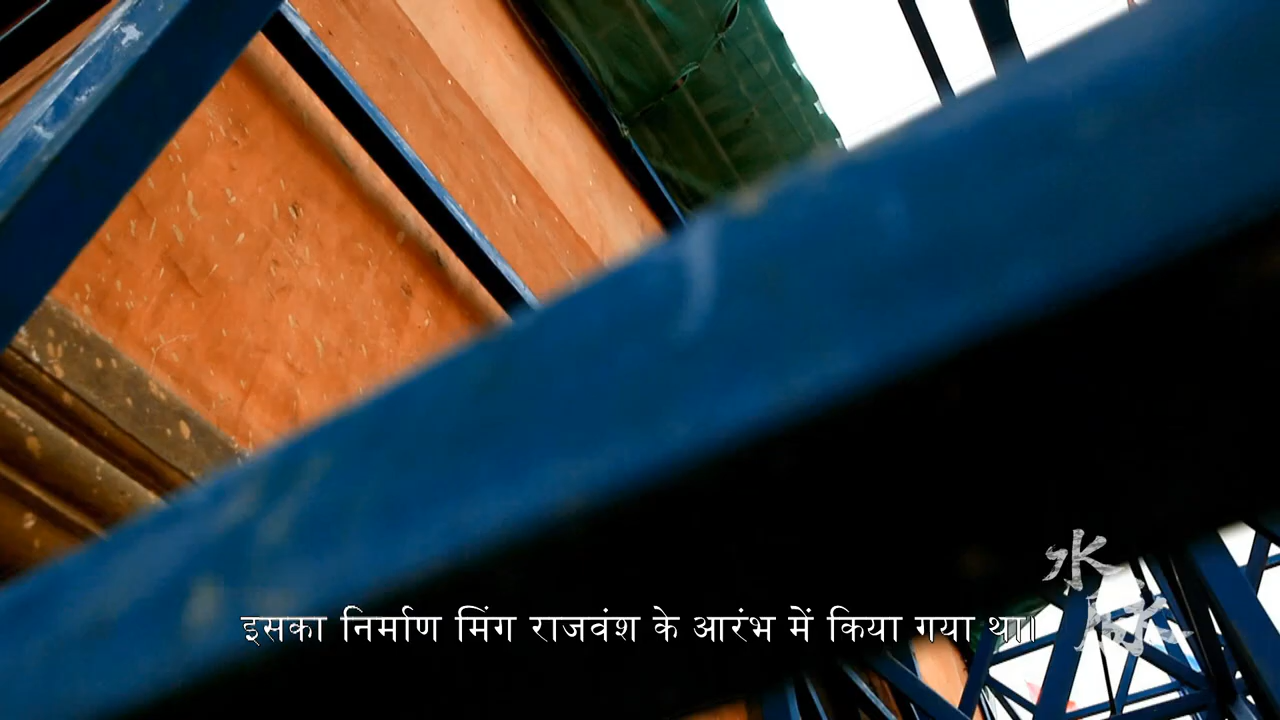 इसका निर्माण मिंग राजवंश के आरंभ में किया गया था।
水
脉